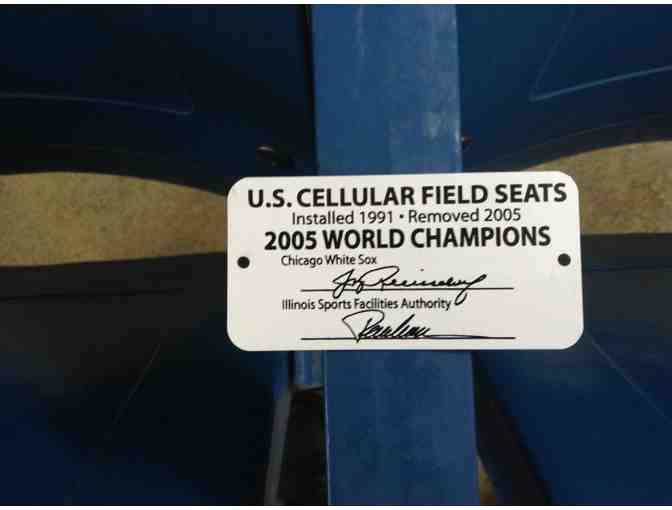 U.S. CELLULAR FIELD SEATS
Installed 1991 • Removed 2005
2005 WORLD CHAMPIONS
Chicago White Sox
Illinois Sports Facilities Authority